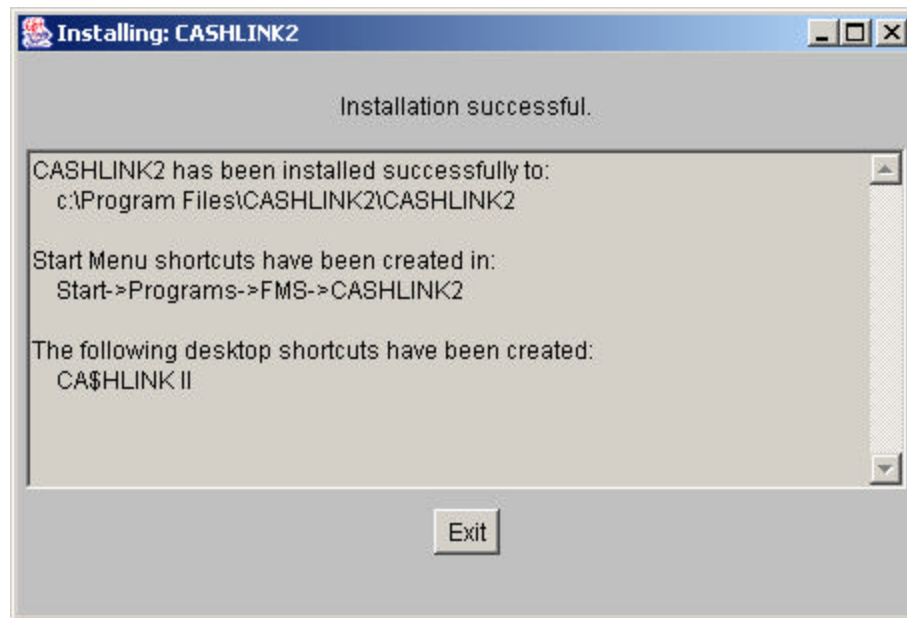 Installing: CASHLINK2
Installation successful.
CASHLINK2 has been installed successfully to:
c:\Program Files\CASHLINK2\CASHLINK2
Start Menu shortcuts have been created in:
Start->Programs->FMS->CASHLINK2
The following desktop shortcuts have been created:
CA$HLINK II
Exit